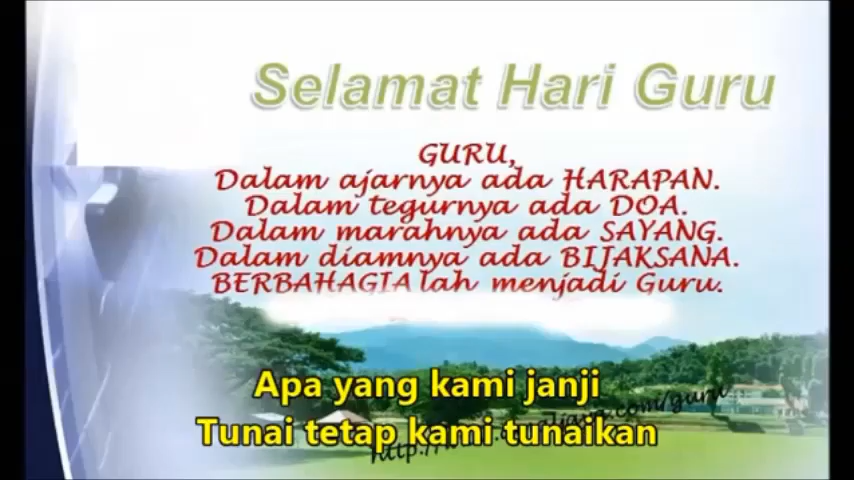 Selamat Hari Guru
GURU,
Dalam ajarnya ada HARAPAN.
Dalam tegurnya ada DOA.
Dalam marahnya ada SAYANG.
Dalam diamnya ada BIJAKSANA.
BERBAHAGIA lah menjadi Guru.
Apa yang kami janji
Tunai tetap kami tunaikan